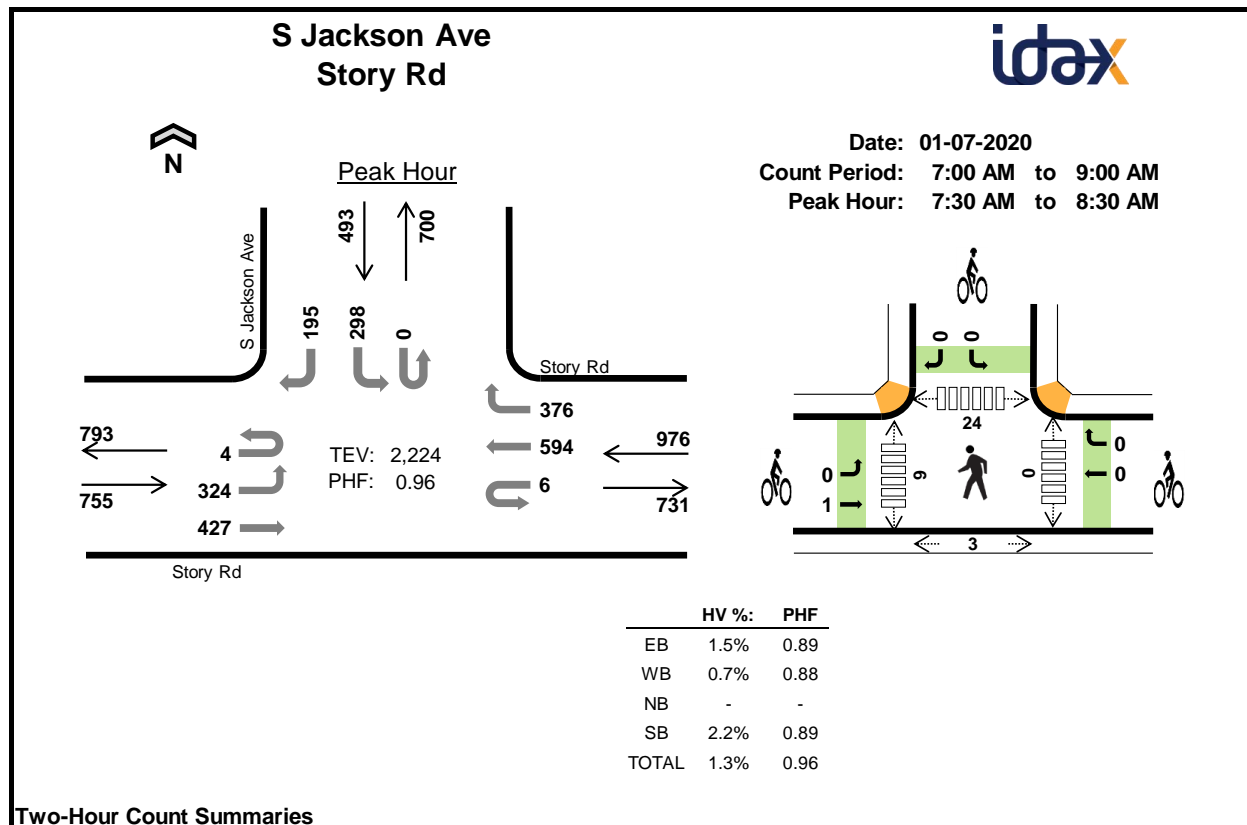 S Jackson Ave
Story Rd
idax
N
Peak Hour
Date: 01-07-2020
Count Period: 7:00 AM to 9:00 AM
Peak Hour: 7:30 AM to 8:30 AM
493
700
S Jackson Ave
195
298
0
Story Rd
376
594
6
976
731
793
755
4
324
427
TEV: 2,224
PHF: 0.96
Story Rd
0
0
24
0
0
0
1
9
0
3
HV %: PHF
EB 1.5% 0.89
WB 0.7% 0.88
NB - -
SB 2.2% 0.89
TOTAL 1.3% 0.96
Two-Hour Count Summaries